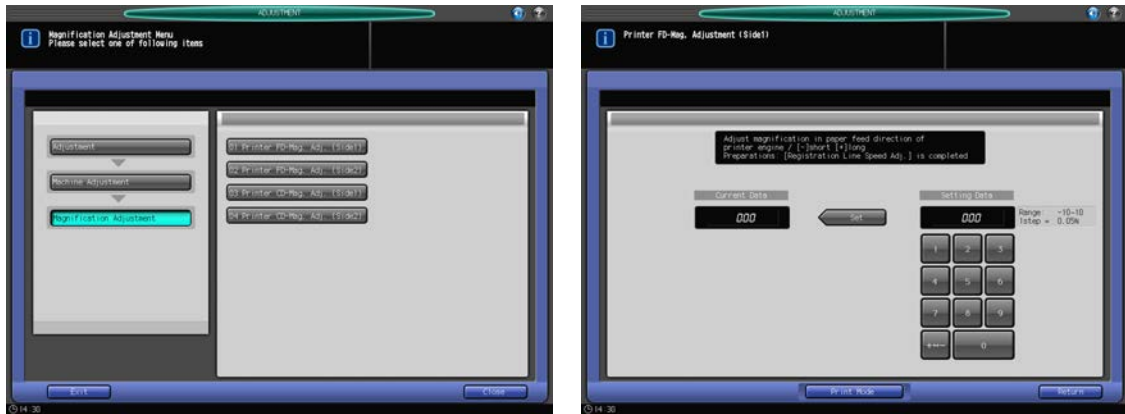 ADJUSTMENT
Magnification Adjustment Menu
Please select one of following items
Adjustment
Machine Adjustment
Magnification Adjustment
01 Printer FD-Mag. Adj. (Side1)
02 Printer FD-Mag. Adj. (Side2)
03 Printer CD-Mag. Adj. (Side1)
04 Printer CD-Mag. Adj. (Side2)
Exit
Close
14:30
ADJUSTMENT
Printer FD-Mag. Adjustment (Side1)
Adjust magnification in paper feed direction of
printer engine / [-]short [+]long
Preparations: [Registration Line Speed Adj.] is completed
Current Data
Setting Data
000
Set
000
Range: -10-10
1step = 0.05%
1 2 3
4 5 6
7 8 9
0
Print Mode
Return
14:30